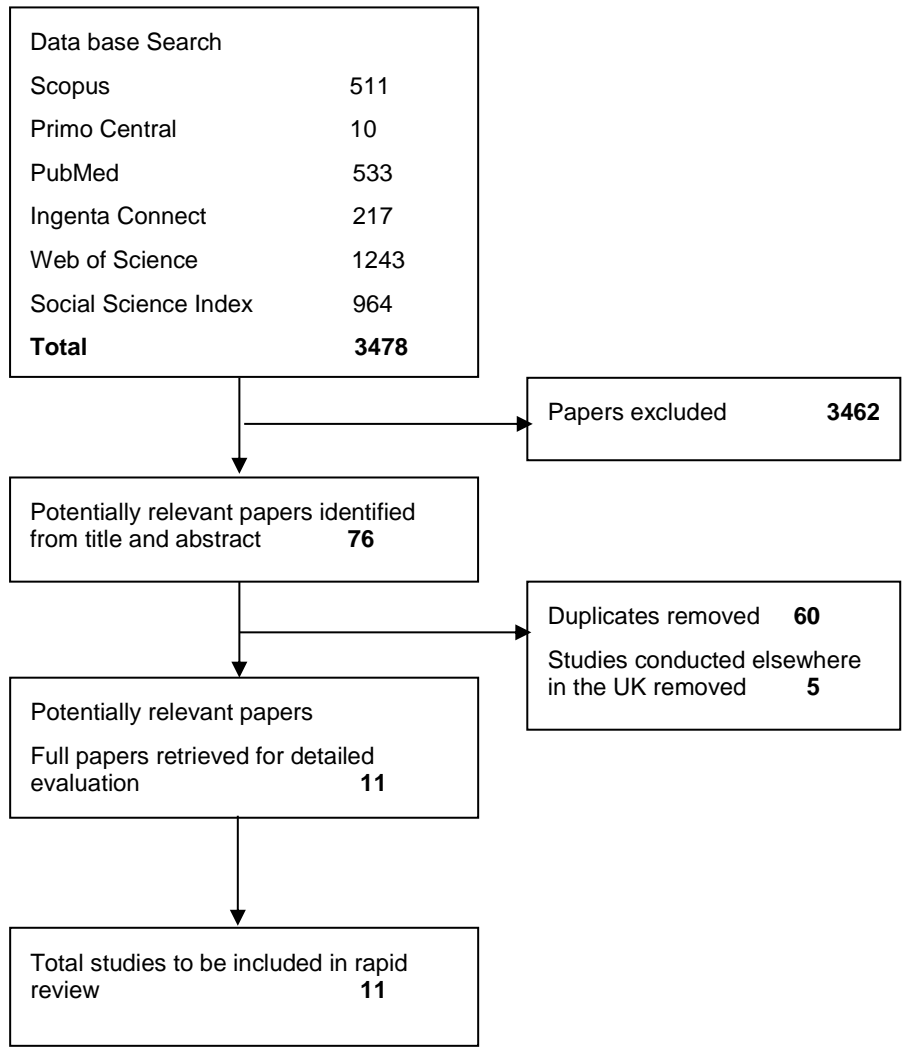 Data base Search
Scopus 511
Primo Central 10
PubMed 533
Ingenta Connect 217
Web of Science 1243
Social Science Index 964
Total 3478
Papers excluded 3462
Potentially relevant papers identified
from title and abstract 76
Duplicates removed 60
Studies conducted elsewhere
in the UK removed 5
Potentially relevant papers
Full papers retrieved for detailed
evaluation 11
Total studies to be included in rapid
review 11